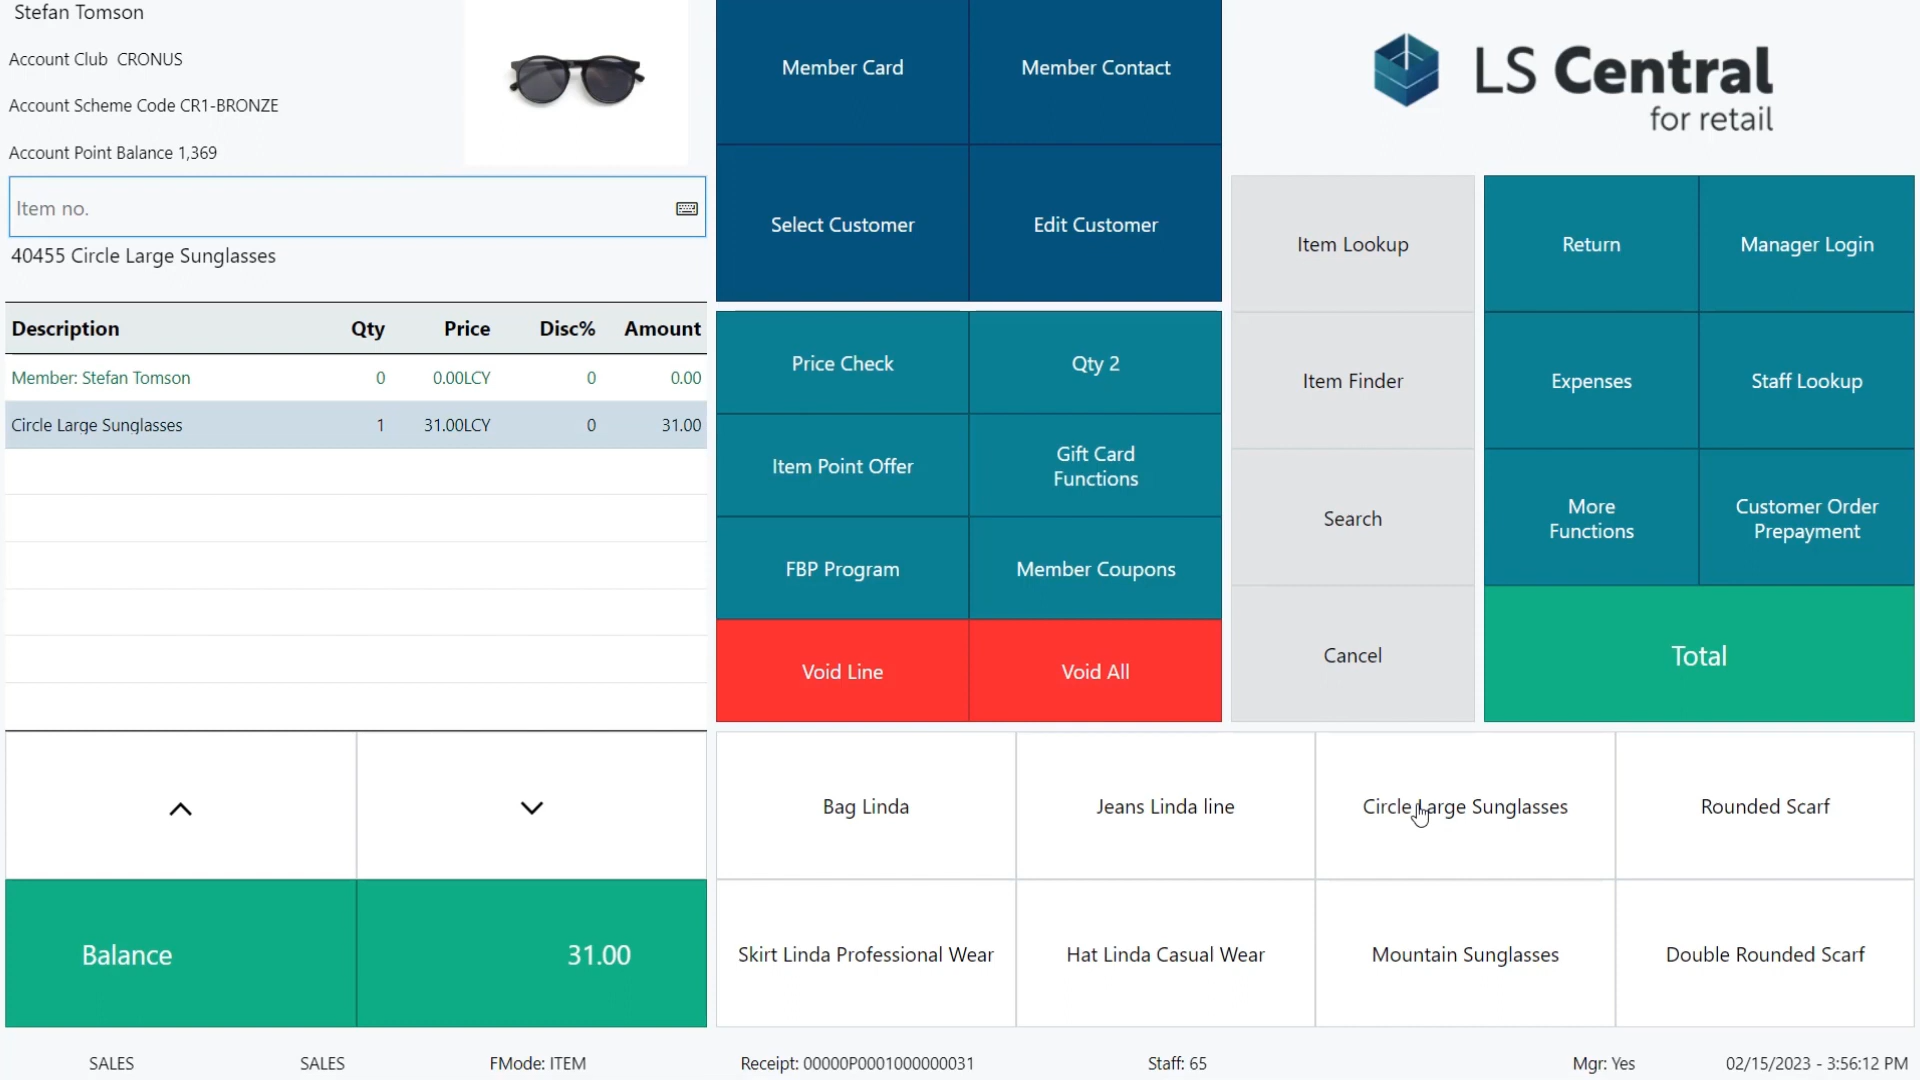 Stefan Tomson
Account Club CRONUS
Account Scheme Code CR1-BRONZE
Account Point Balance 1,369
Item no.
40455 Circle Large Sunglasses
Description Qty Price Disc% Amount
Member: Stefan Tomson 0 0.00LCY 0 0.00
Circle Large Sunglasses 1 31.00LCY 0 31.00
Balance 31.00
Member Card
Member Contact
Select Customer
Edit Customer
Price Check
Qty 2
Item Point Offer
Gift Card
Functions
FBP Program
Member Coupons
Void Line
Void All
LS Central
for retail
Item Lookup
Item Finder
Search
Cancel
Return
Manager Login
Expenses
Staff Lookup
More
Functions
Customer Order
Prepayment
Total
Bag Linda
Jeans Linda line
Circle Large Sunglasses
Rounded Scarf
Skirt Linda Professional Wear
Hat Linda Casual Wear
Mountain Sunglasses
Double Rounded Scarf
SALES SALES FMode: ITEM Receipt: 00000P0001000000031 Staff: 65 Mgr: Yes 02/15/2023 - 3:56:12 PM